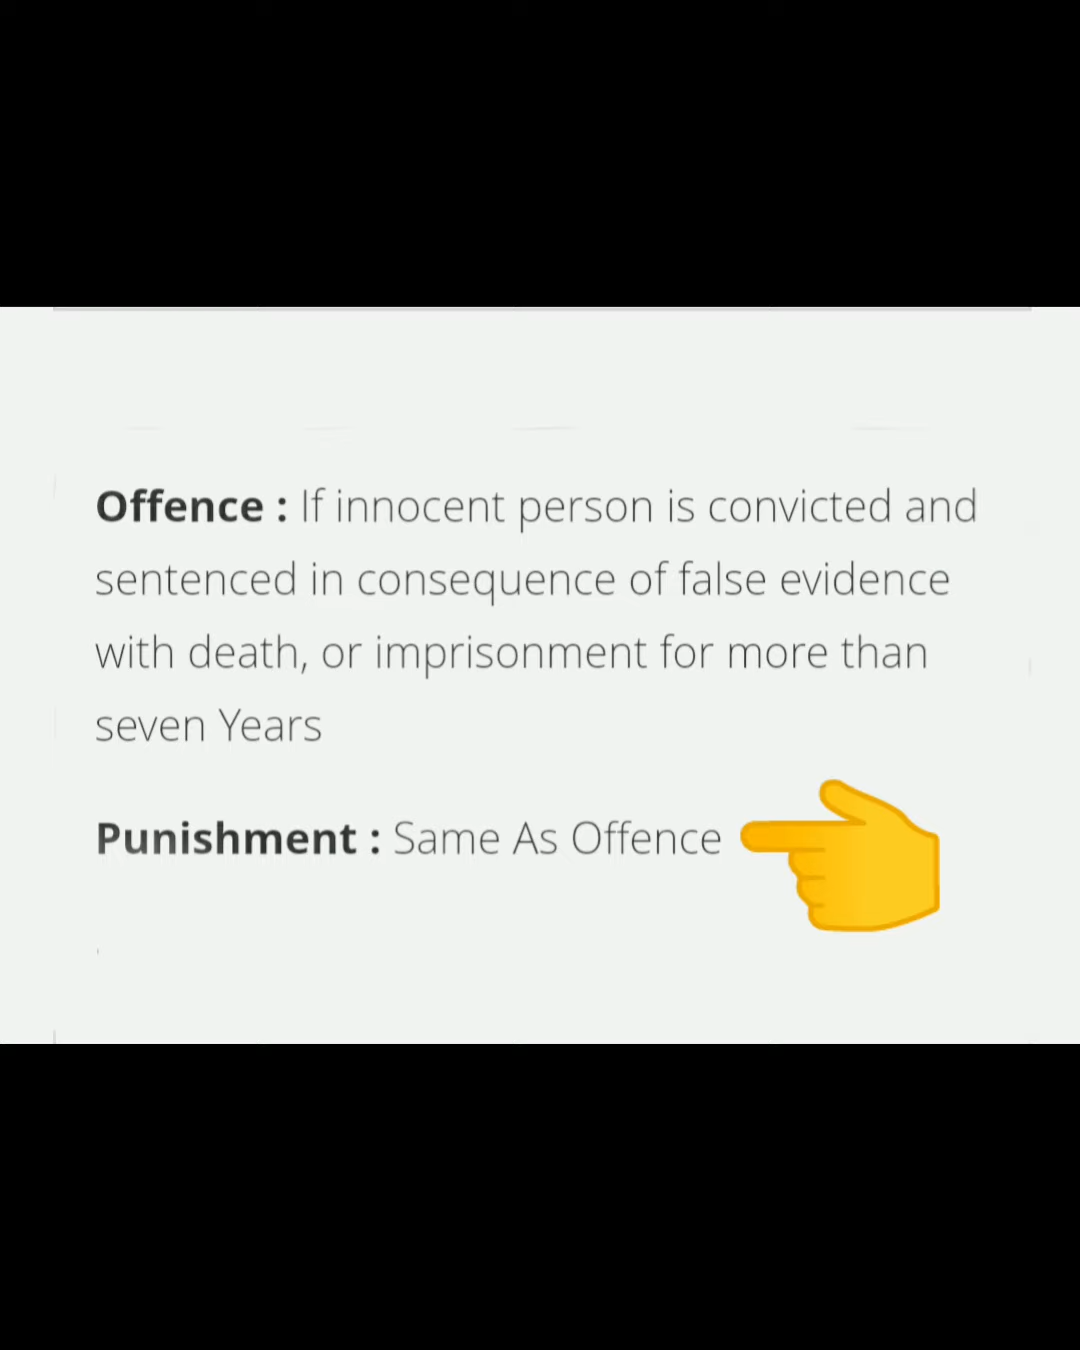 Offence : If innocent person is convicted and
sentenced in consequence of false evidence
with death, or imprisonment for more than
seven Years
Punishment : Same As Offence